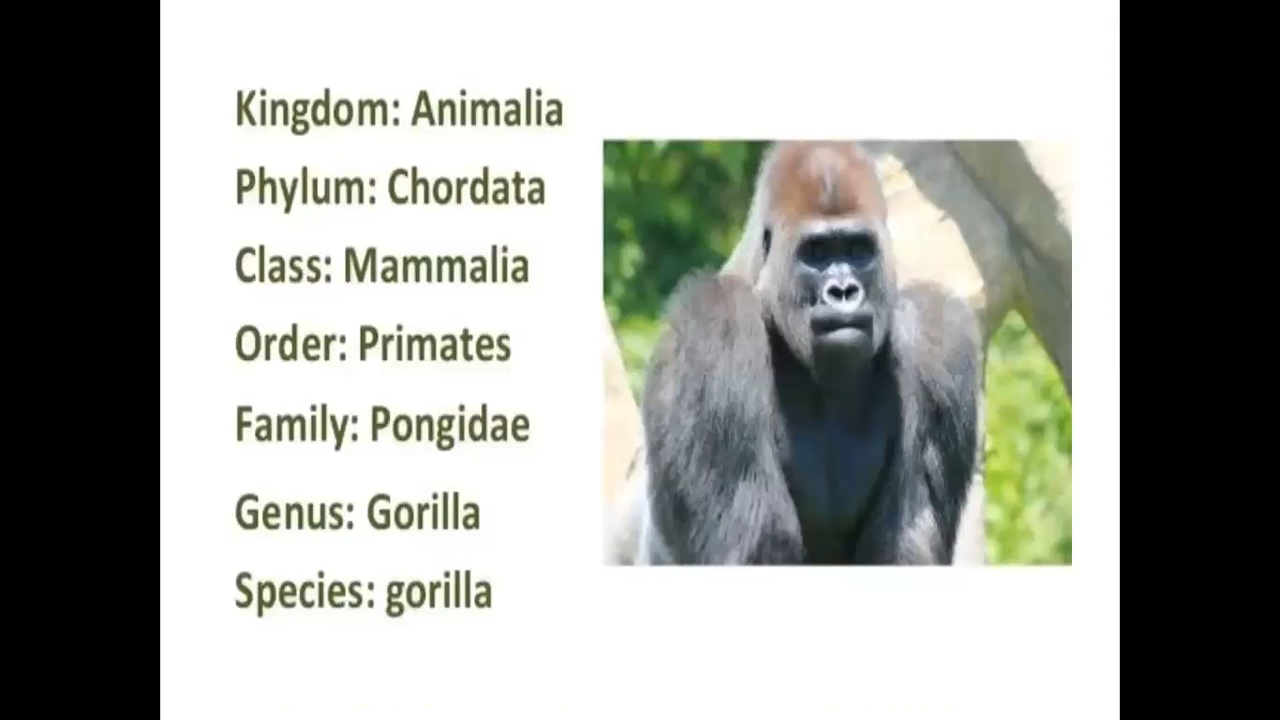 Kingdom: Animalia
Phylum: Chordata
Class: Mammalia
Order: Primates
Family: Pongidae
Genus: Gorilla
Species: gorilla